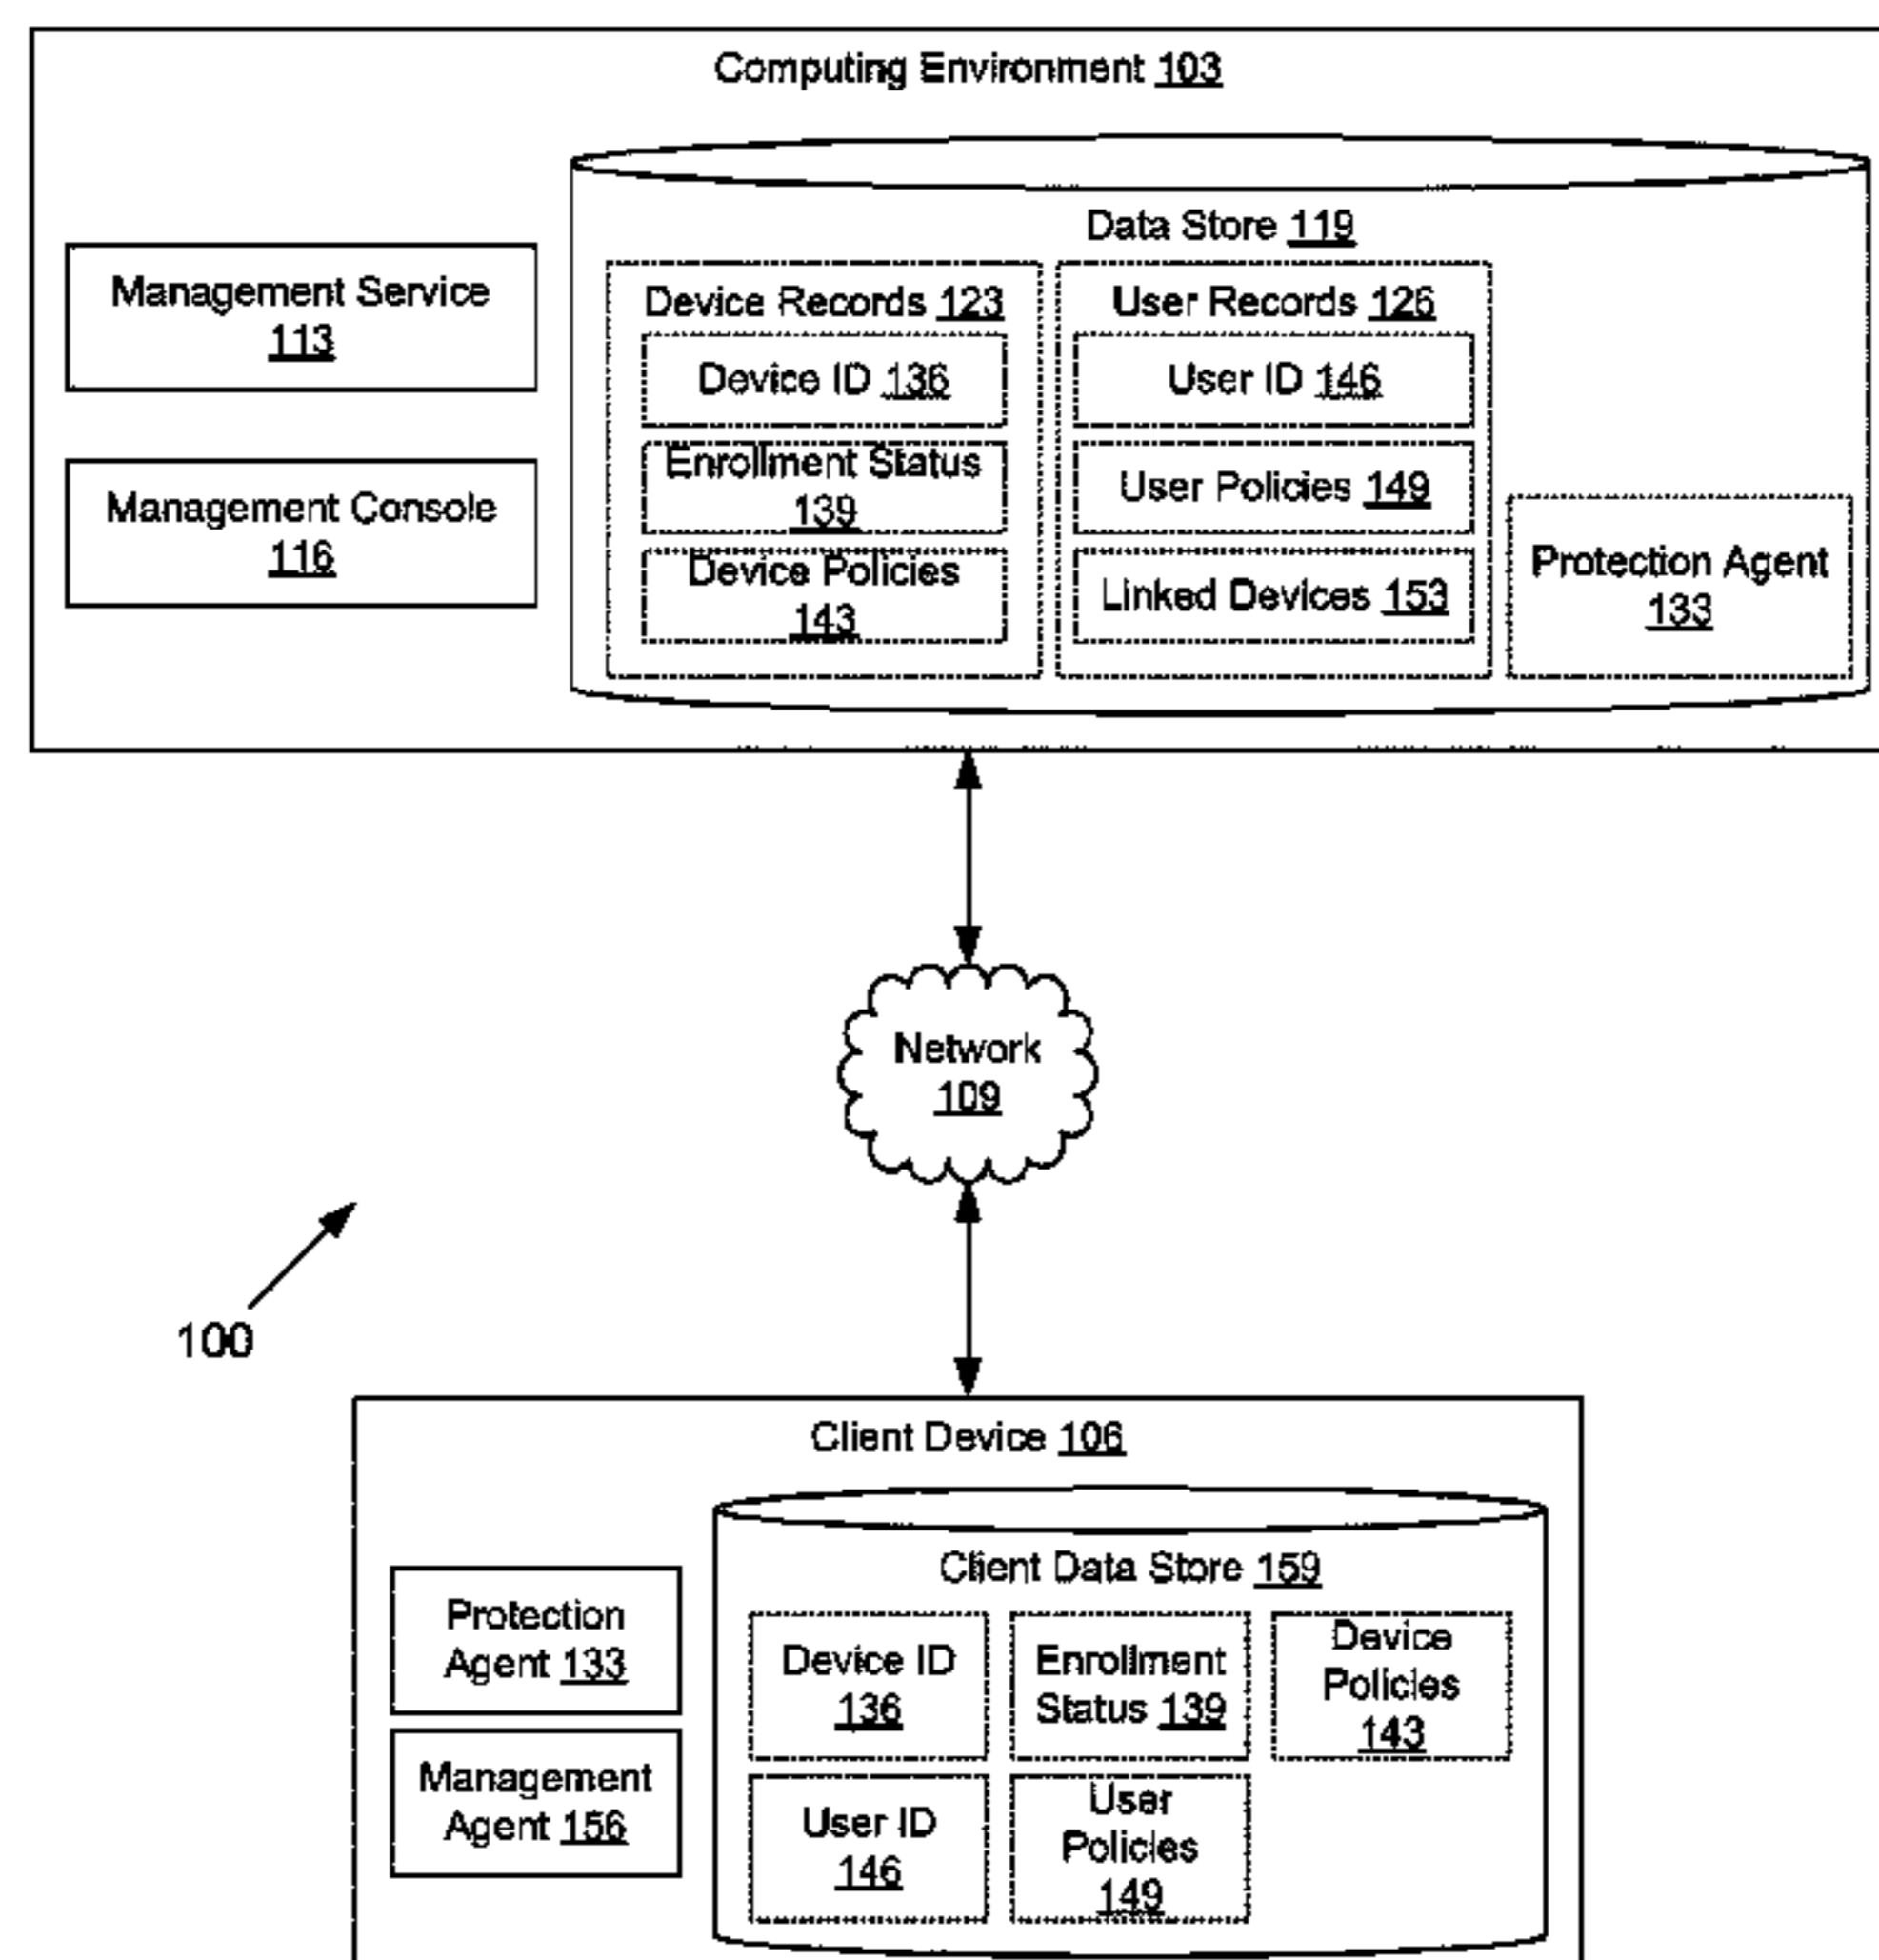 Computing Environment 103
Data Store 119
Management Service
113
Management Console
116
Device Records 123
Device ID 136
Enrollment Status
139
Device Policies
143
User Records 126
User ID 146
User Policies 149
Linked Devices 153
Protection Agent
133
Network
109
100
Client Device 106
Protection
Agent 133
Management
Agent 156
Client Data Store 159
Device ID
136
Enrollment
Status 139
Device
Policies
143
User ID
146
User
Policies
149